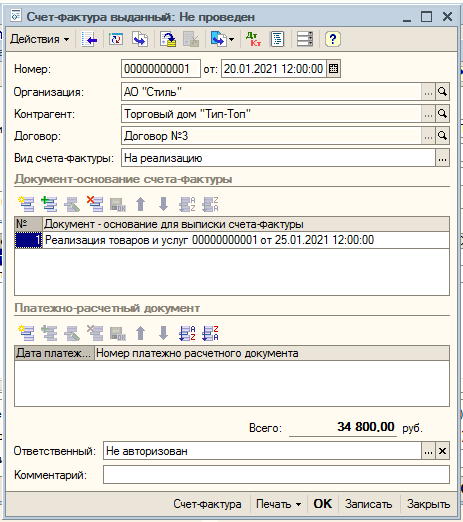 Счет-фактура выданный: Не проведен
Действия
Дт Кт
?
Номер: 00000000001 от: 20.01.2021 12:00:00
Организация: АО "Стиль" ...
Контрагент: Торговый дом "Тип-Топ" ...
Договор: Договор №3 ...
Вид счета-фактуры: На реализацию ...
Документ-основание счета-фактуры
№ Документ - основание для выписки счета-фактуры
1 Реализация товаров и услуг 00000000001 от 25.01.2021 12:00:00
Платежно-расчетный документ
Дата платеж... Номер платежно расчетного документа
Всего: 34 800,00 руб.
Ответственный: Не авторизован ... x
Комментарий:
Счет-фактура Печать OK Записать Закрыть